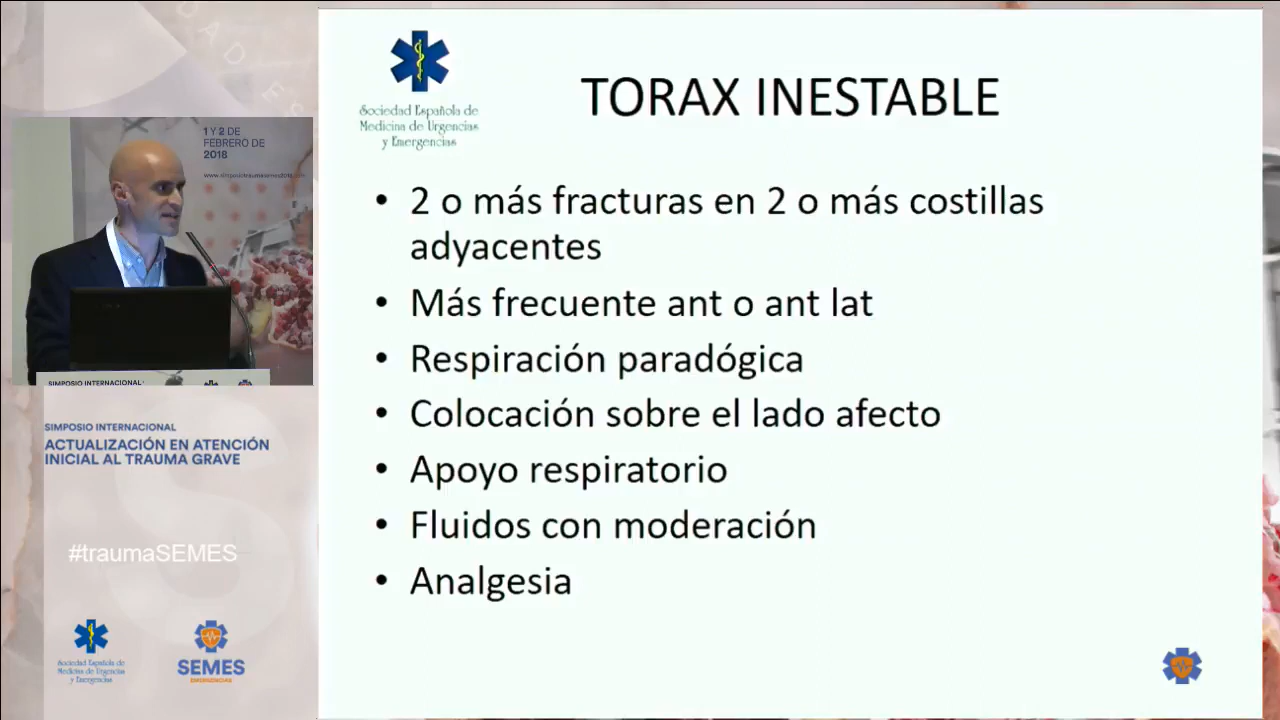 1 Y 2 DE
FEBRERO DE
2018
SIMPOSIO INTERNACIONAL
SIMPOSIO INTERNACIONAL
ACTUALIZACIÓN EN ATENCIÓN
INICIAL AL TRAUMA GRAVE
#traumaSEMES
Sociedad Española de
Medicina de Urgencias
y Emergencias
SEMES
EMERGENCIAS
Sociedad Española de
Medicina de Urgencias
y Emergencias
TORAX INESTABLE
• 2 o más fracturas en 2 o más costillas
adyacentes
• Más frecuente ant o ant lat
• Respiración paradógica
• Colocación sobre el lado afecto
• Apoyo respiratorio
• Fluidos con moderación
• Analgesia